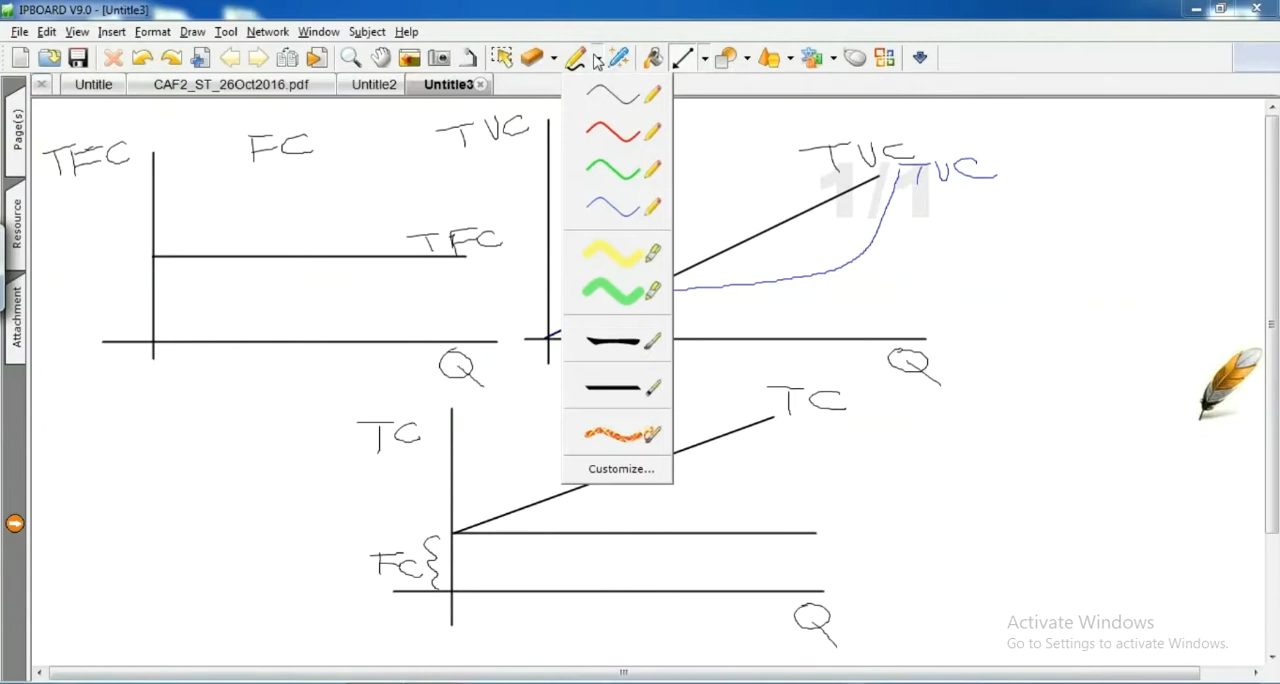 IPBOARD V9.0 - [Untitle3]
File Edit View Insert Format Draw Tool Network Window Subject Help
Untitle CAF2_ST_26Oct2016.pdf Untitle2 Untitle3
Page(s)
Resource
Attachment
TFC
FC
TFC
Q
TVC
TVC
TVC
Q
1/1
Customize...
TC
TC
FC
Q
Activate Windows
Go to Settings to activate Windows.